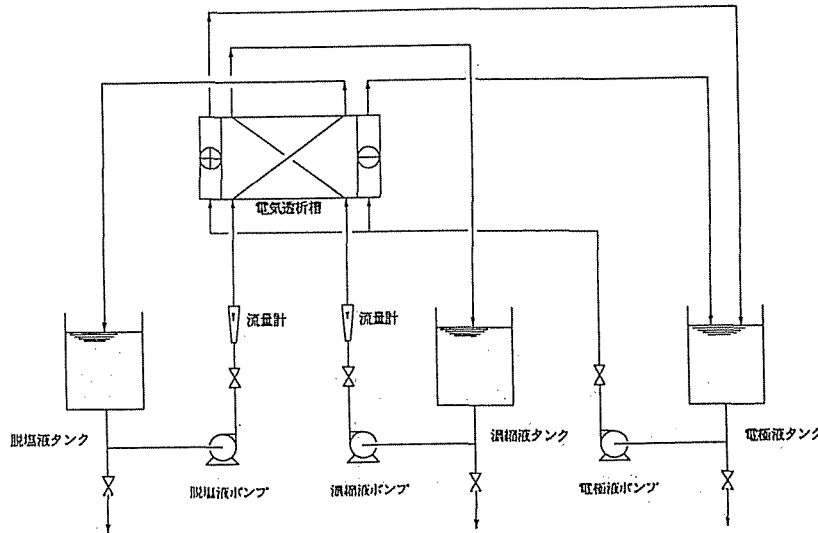 電気透析槽
流量計
流量計
脱塩液タンク
濃縮液タンク
電極液タンク
脱塩液ポンプ
濃縮液ポンプ
電極液ポンプ